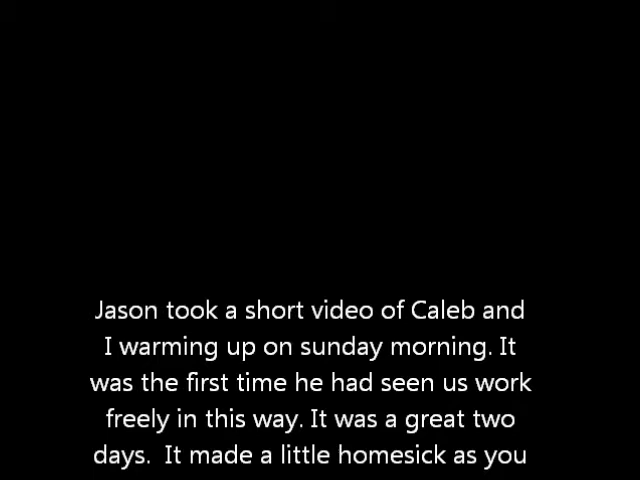 Jason took a short video of Caleb and
I warming up on sunday morning. It
was the first time he had seen us work
freely in this way. It was a great two
days.  It made a little homesick as you